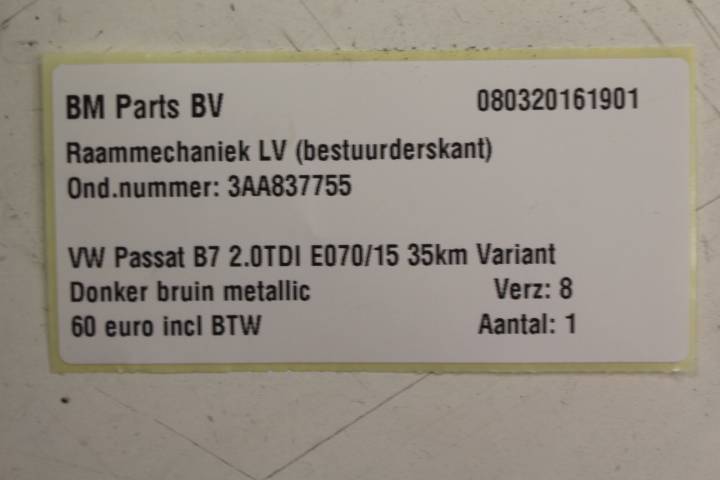 BM Parts BV 080320161901
Raammechaniek LV (bestuurderskant)
Ond.nummer: 3AA837755
VW Passat B7 2.0TDI E070/15 35km Variant
Donker bruin metallic Verz: 8
60 euro incl BTW Aantal: 1